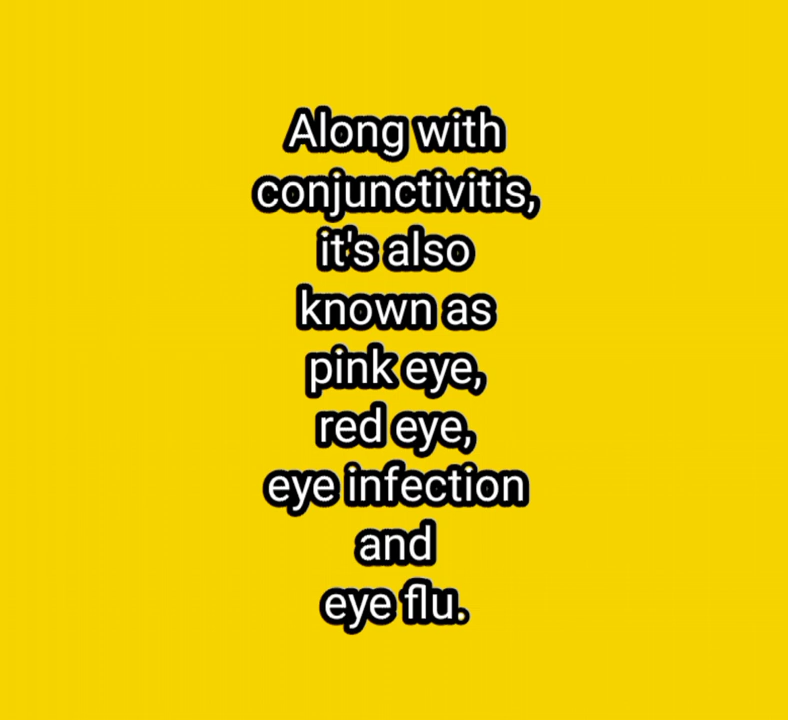 Along with
conjunctivitis,
it's also
known as
pink eye,
red eye,
eye infection
and
eye flu.